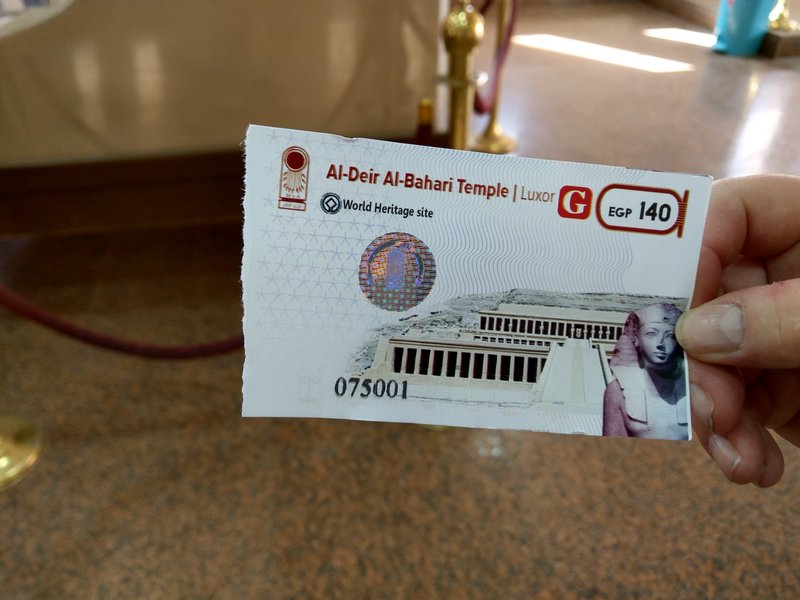 Al-Deir Al-Bahari Temple | Luxor G EGP 140
World Heritage site
075001